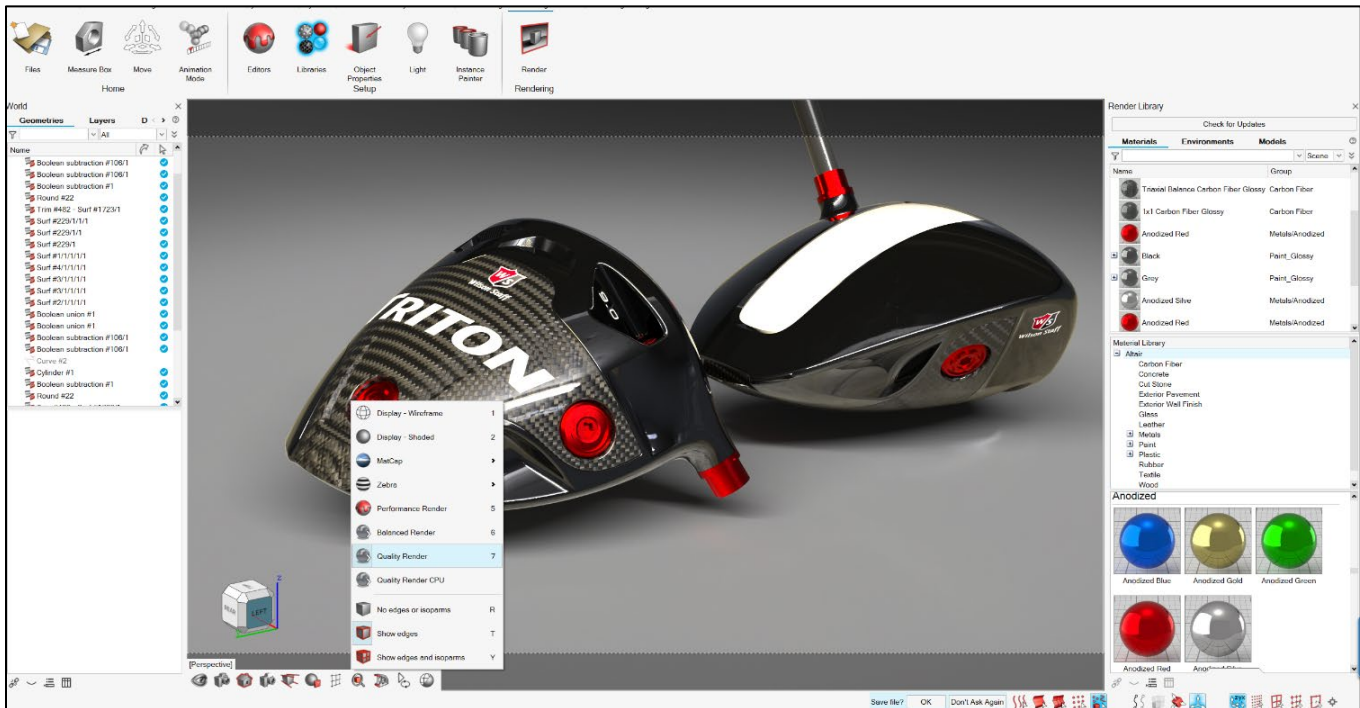 Files
Measure Box
Move
Animation
Mode
Editors
Libraries
Object
Properties
Light
Instance
Painter
Render
Home
Setup
Rendering
World
Geometries Layers D
All
Name
Boolean subtraction #106/1
Boolean subtraction #106/1
Boolean subtraction #1
Round #22
Trim #482 - Surf #1723/1
Surf #229/1/1/1
Surf #229/1/1
Surf #229/1
Surf #1/1/1/1/1
Surf #4/1/1/1/1
Surf #3/1/1/1/1
Surf #3/1/1/1/1
Surf #2/1/1/1/1
Boolean union #1
Boolean union #1
Boolean subtraction #106/1
Boolean subtraction #106/1
Curve #2
Cylinder #1
Boolean subtraction #1
Round #22
W/S
Wilson Staff
TRITON
9.0
W/S
Wilson Staff
Display - Wireframe 1
Display - Shaded 2
MatCap
Zebra
Performance Render 5
Balanced Render 6
Quality Render 7
Quality Render CPU
No edges or isoparms R
Show edges T
Show edges and isoparms Y
Z
LEFT
[Perspective]
Render Library
Check for Updates
Materials Environments Models
Scene
Name Group
Triaxial Balance Carbon Fiber Glossy Carbon Fiber
1x1 Carbon Fiber Glossy Carbon Fiber
Anodized Red Metals/Anodized
Black Paint_Glossy
Grey Paint_Glossy
Anodized Silve Metals/Anodized
Anodized Red Metals/Anodized
Material Library
Altair
Carbon Fiber
Concrete
Cut Stone
Exterior Pavement
Exterior Wall Finish
Glass
Leather
Metals
Paint
Plastic
Rubber
Textile
Wood
Anodized
Anodized Blue
Anodized Gold
Anodized Green
Anodized Red
Save file? OK Don't Ask Again